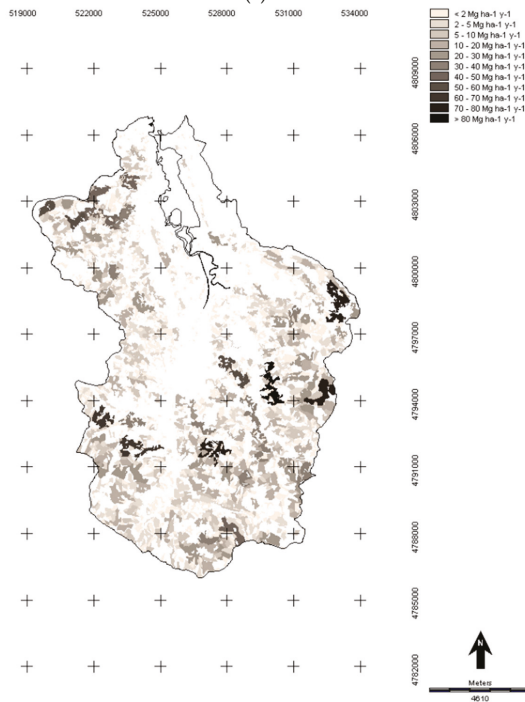 519000 522000 525000 528000 531000 534000
< 2 Mg ha-1 y-1
2 - 5 Mg ha-1 y-1
5 - 10 Mg ha-1 y-1
10 - 20 Mg ha-1 y-1
20 - 30 Mg ha-1 y-1
30 - 40 Mg ha-1 y-1
40 - 50 Mg ha-1 y-1
50 - 60 Mg ha-1 y-1
60 - 70 Mg ha-1 y-1
70 - 80 Mg ha-1 y-1
> 80 Mg ha-1 y-1
4809000
4806000
4803000
4800000
4797000
4794000
4791000
4788000
4785000
4782000
N
Meters
4610